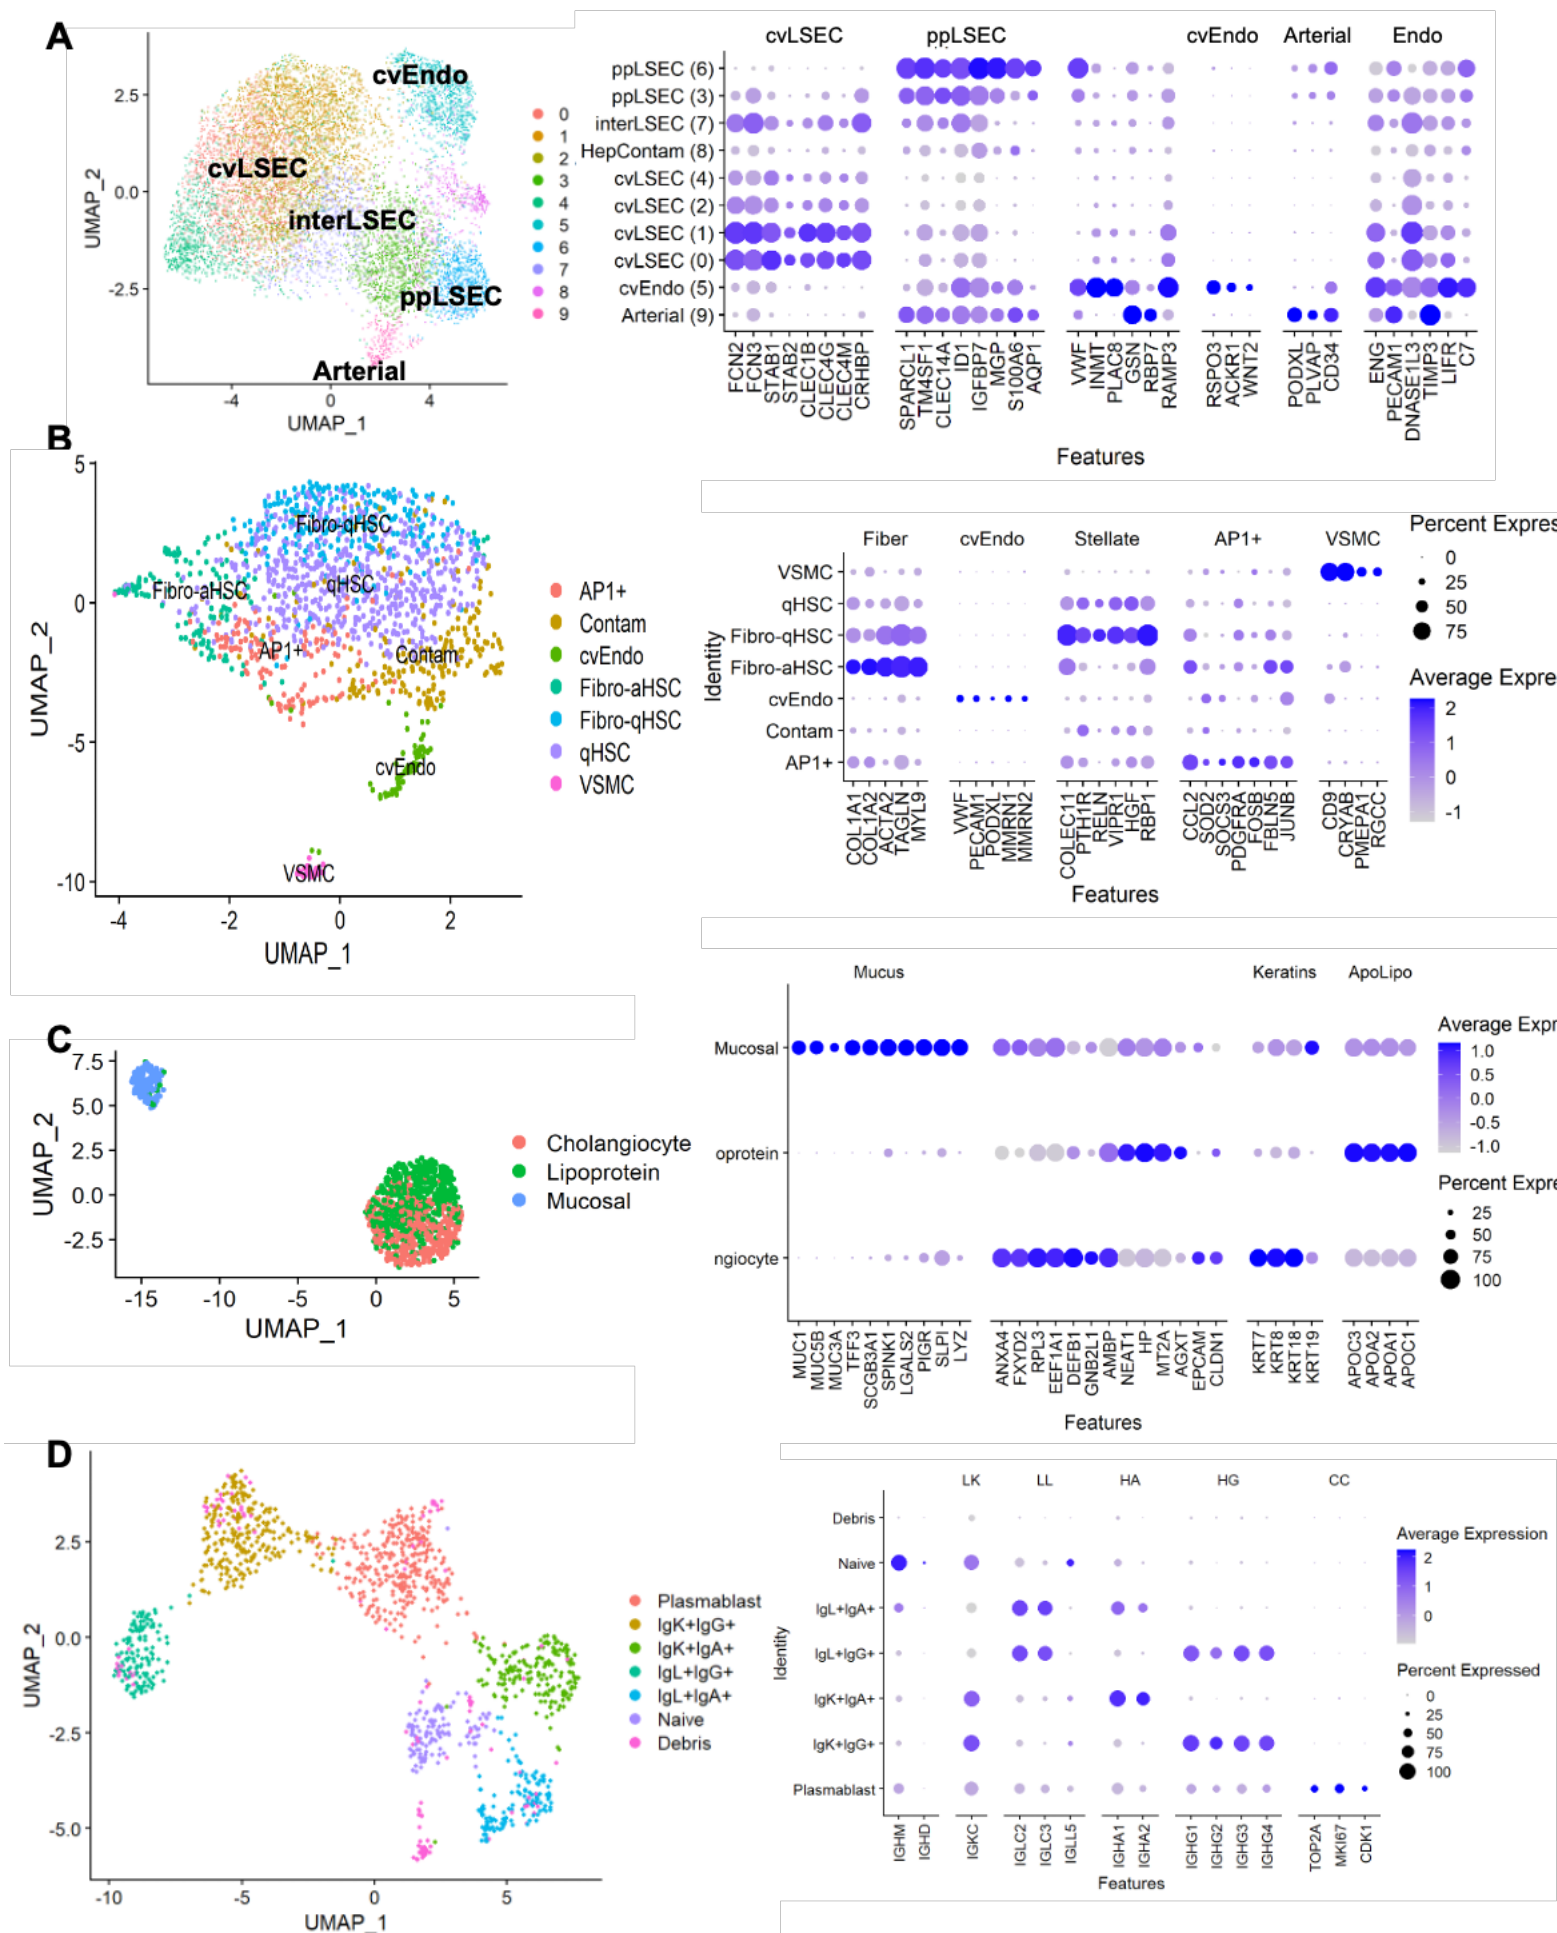 A
UMAP_2
2.5
0.0
-2.5
-4
0
4
UMAP_1
cvEndo
cvLSEC
interLSEC
ppLSEC
Arterial
0
1
2
3
4
5
6
7
8
9
cvLSEC ppLSEC cvEndo Arterial Endo
ppLSEC (6)
ppLSEC (3)
interLSEC (7)
HepContam (8)
cvLSEC (4)
cvLSEC (2)
cvLSEC (1)
cvLSEC (0)
cvEndo (5)
Arterial (9)
FCN2 FCN3 STAB1 STAB2 CLEC1B CLEC4G CLEC4M CRHBP SPARCL1 TM4SF1 CLEC14A ID1 IGFBP7 MGP S100A6 AQP1 VWF INMT PLAC8 GSN RBP7 RAMP3 RSPO3 ACKR1 WNT2 PODXL PLVAP CD34 ENG PECAM1 DNASE1L3 TIMP3 LIFR C7
Features
B
UMAP_2
5
0
-5
-10
-4 -2 0 2
UMAP_1
Fibro-qHSC
Fibro-aHSC
qHSC
AP1+
Contam
cvEndo
VSMC
AP1+
Contam
cvEndo
Fibro-aHSC
Fibro-qHSC
qHSC
VSMC
Fiber cvEndo Stellate AP1+ VSMC
Identity
VSMC
qHSC
Fibro-qHSC
Fibro-aHSC
cvEndo
Contam
AP1+
COL1A1 COL1A2 ACTA2 TAGLN MYL9 VWF PECAM1 PODXL MMRN1 MMRN2 COLEC11 PTH1R RELN VIPR1 HGF RBP1 CCL2 SOD2 SOCS3 PDGFRA FOSB FBLN5 JUNB CD9 CRYAB PMEPA1 RGCC
Features
Percent Expres
0
25
50
75
Average Expre
2
1
0
-1
C
UMAP_2
7.5
5.0
2.5
0.0
-2.5
-15 -10 -5 0 5
UMAP_1
Cholangiocyte
Lipoprotein
Mucosal
Mucus Keratins ApoLipo
Mucosal
oprotein
ngiocyte
MUC1 MUC5B MUC3A TFF3 SCGB3A1 SPINK1 LGALS2 PIGR SLPI LYZ ANXA4 FXYD2 RPL3 EEF1A1 DEFB1 GNB2L1 AMBP NEAT1 HP MT2A AGXT EPCAM CLDN1 KRT7 KRT8 KRT18 KRT19 APOC3 APOA2 APOA1 APOC1
Features
Average Expr
1.0
0.5
0.0
-0.5
-1.0
Percent Expre
25
50
75
100
D
UMAP_2
2.5
0.0
-2.5
-5.0
-10 -5 0 5
UMAP_1
Plasmablast
IgK+IgG+
IgK+IgA+
IgL+IgG+
IgL+IgA+
Naive
Debris
LK LL HA HG CC
Identity
Debris
Naive
IgL+IgA+
IgL+IgG+
IgK+IgA+
IgK+IgG+
Plasmablast
IGHM IGHD IGKC IGLC2 IGLC3 IGLL5 IGHA1 IGHA2 IGHG1 IGHG2 IGHG3 IGHG4 TOP2A MKI67 CDK1
Features
Average Expression
2
1
0
Percent Expressed
0
25
50
75
100